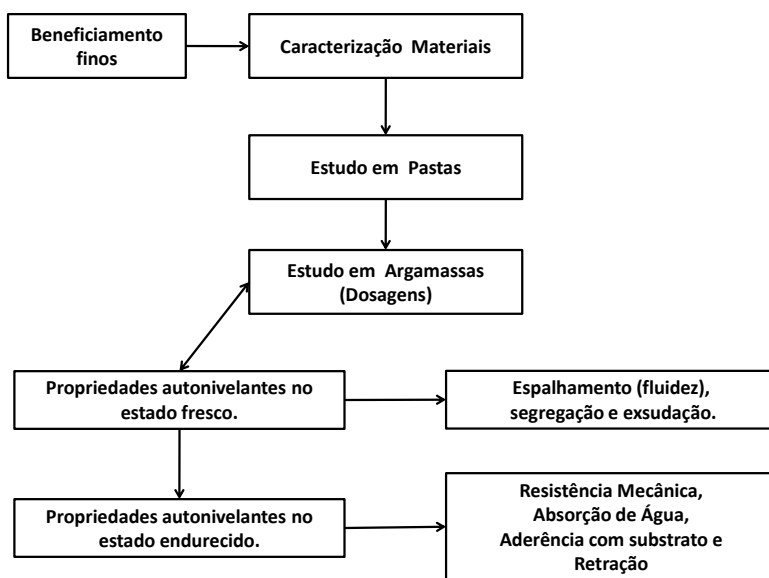 Beneficiamento
finos
Caracterização Materiais
Estudo em Pastas
Estudo em Argamassas
(Dosagens)
Propriedades autonivelantes no
estado fresco.
Espalhamento (fluidez),
segregação e exsudação.
Propriedades autonivelantes no
estado endurecido.
Resistência Mecânica,
Absorção de Água,
Aderência com substrato e
Retração